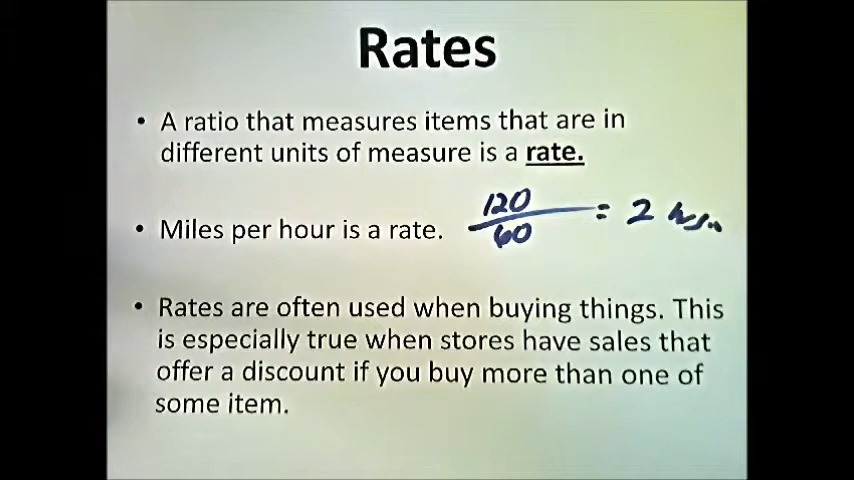 Rates
• A ratio that measures items that are in
different units of measure is a rate.
120
60
= 2 hrs.
• Miles per hour is a rate.
• Rates are often used when buying things. This
is especially true when stores have sales that
offer a discount if you buy more than one of
some item.